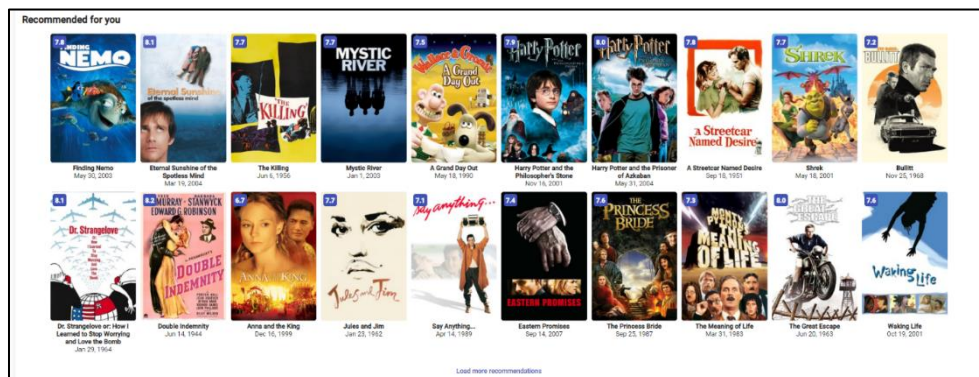 Recommended for you
7.8
8.1
7.7
7.7
7.5
7.9
8.0
7.8
7.7
7.2
FINDING
NEMO
Eternal Sunshine
of the spotless mind
THE
KILLING
MYSTIC
RIVER
Wallace & Gromit
A Grand
Day Out
Harry Potter
Harry Potter
A Streetcar
Named Desire
SHREK
BULLITT
Finding Nemo
May 30, 2003
Eternal Sunshine of the
Spotless Mind
Mar 19, 2004
The Killing
Jun 6, 1956
Mystic River
Jan 1, 2003
A Grand Day Out
May 18, 1990
Harry Potter and the
Philosopher's Stone
Nov 16, 2001
Harry Potter and the Prisoner
of Azkaban
May 31, 2004
A Streetcar Named Desire
Sep 18, 1951
Shrek
May 18, 2001
Bullitt
Nov 25, 1968
8.1
8.2
6.7
7.7
7.1
7.4
7.6
7.3
8.0
7.6
Dr. Strangelove
MURRAY - STANWYCK
EDWARD G. ROBINSON
DOUBLE
INDEMNITY
ANNA AND THE KING
Jules and Jim
say anything...
EASTERN PROMISES
THE
PRINCESS
BRIDE
MONTY
PYTHON'S
THE
MEANING
OF LIFE
THE GREAT
ESCAPE
Waking Life
Dr. Strangelove or: How I
Learned to Stop Worrying
and Love the Bomb
Jan 29, 1964
Double Indemnity
Jun 14, 1944
Anna and the King
Dec 16, 1999
Jules and Jim
Jan 23, 1962
Say Anything...
Apr 14, 1989
Eastern Promises
Sep 14, 2007
The Princess Bride
Sep 25, 1987
The Meaning of Life
Mar 31, 1983
The Great Escape
Jun 20, 1963
Waking Life
Oct 19, 2001
Load more recommendations